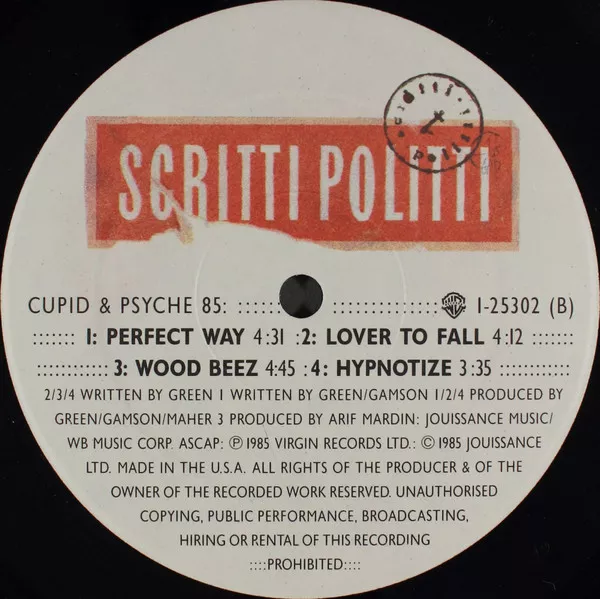 scritti
politti
SCRITTI POLITTI
CUPID & PSYCHE 85: :::::: :::::::::::::: 1-25302 (B)
::::::: 1: PERFECT WAY 4:31 :2: LOVER TO FALL 4:12 :::::::
:::::::::::: 3: WOOD BEEZ 4:45 :4: HYPNOTIZE 3:35 ::::::::::::
2/3/4 WRITTEN BY GREEN 1 WRITTEN BY GREEN/GAMSON 1/2/4 PRODUCED BY
GREEN/GAMSON/MAHER 3 PRODUCED BY ARIF MARDIN: JOUISSANCE MUSIC/
WB MUSIC CORP. ASCAP: ℗ 1985 VIRGIN RECORDS LTD.: © 1985 JOUISSANCE
LTD. MADE IN THE U.S.A. ALL RIGHTS OF THE PRODUCER & OF THE
OWNER OF THE RECORDED WORK RESERVED. UNAUTHORISED
COPYING, PUBLIC PERFORMANCE, BROADCASTING,
HIRING OR RENTAL OF THIS RECORDING
::::PROHIBITED::::